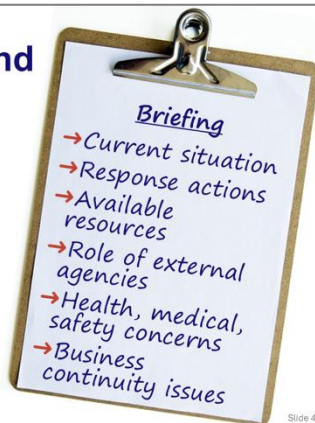 nd
Briefing
→Current situation
→Response actions
→Available
resources
→Role of external
agencies
→Health, medical,
safety concerns
→Business
continuity issues
Slide 4